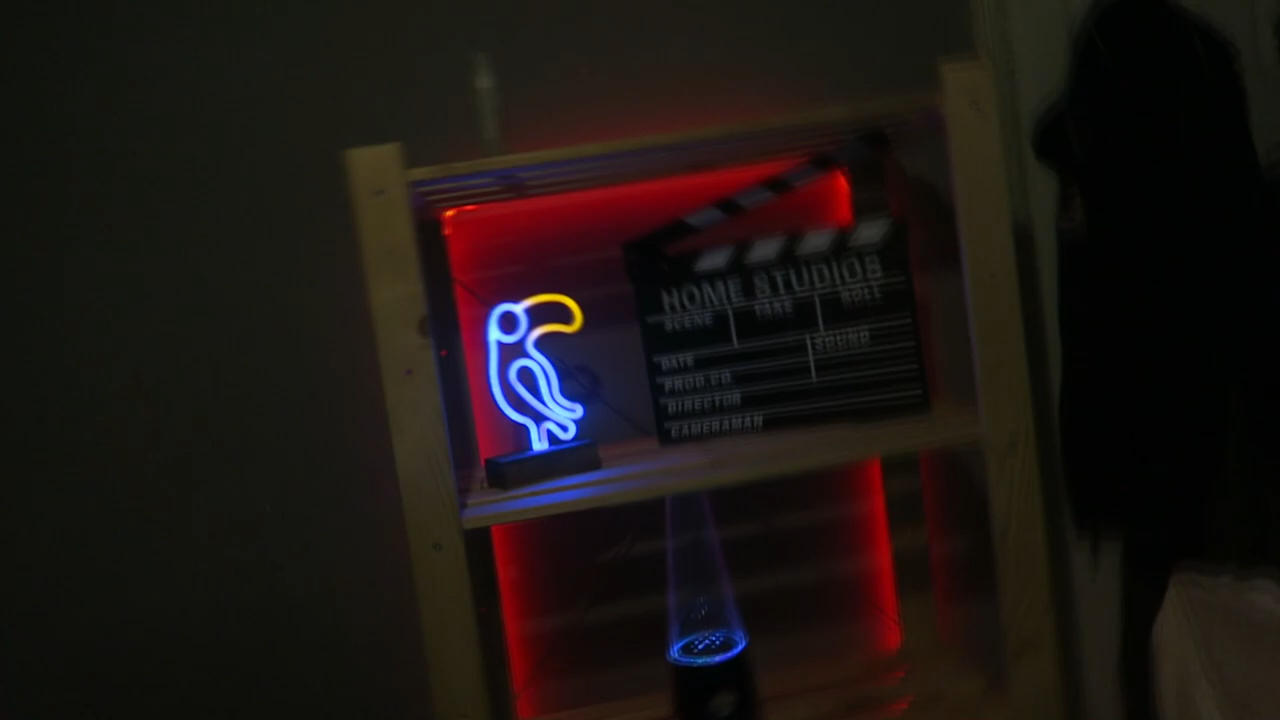 HOME STUDIOS
SCENE TAKE ROLL
DATE SOUND
PROD.CO.
DIRECTOR
CAMERAMAN